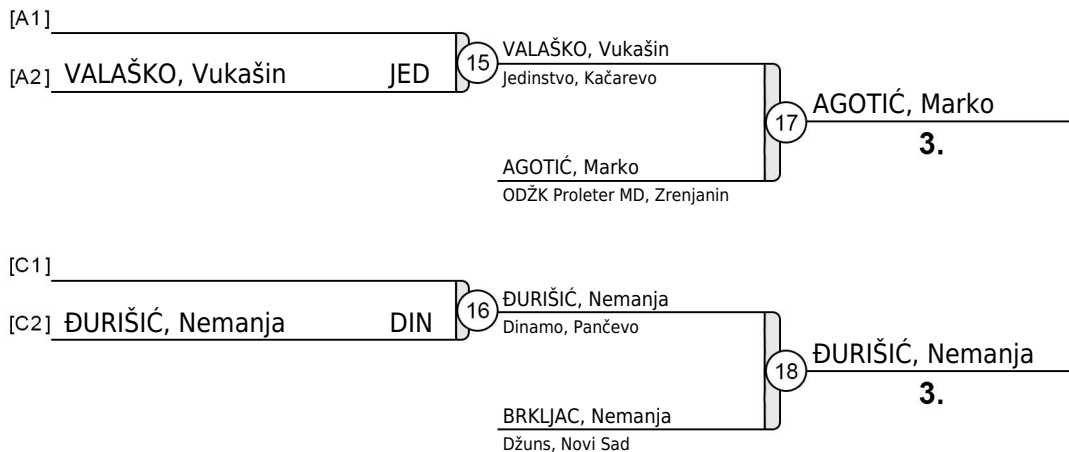 [A1]
[A2] VALAŠKO, Vukašin JED
15
VALAŠKO, Vukašin
Jedinstvo, Kačarevo
AGOTIĆ, Marko
ODŽK Proleter MD, Zrenjanin
17
AGOTIĆ, Marko
3.
[C1]
[C2] ĐURIŠIĆ, Nemanja DIN
16
ĐURIŠIĆ, Nemanja
Dinamo, Pančevo
BRKLJAC, Nemanja
Džuns, Novi Sad
18
ĐURIŠIĆ, Nemanja
3.